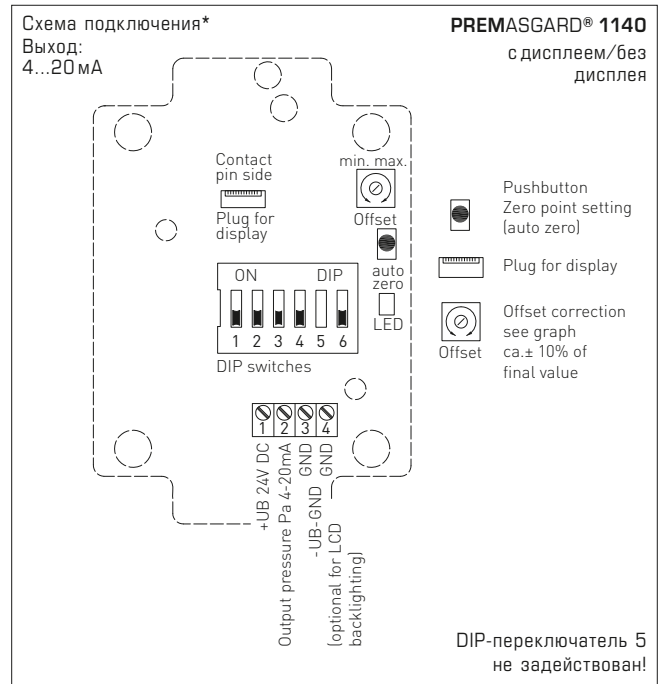 Схема подключения*
Выход:
4...20 мА
PREMASGARD® 1140
с дисплеем/без
дисплея
Contact
pin side
Plug for
display
min. max.
Offset
auto
zero
LED
ON DIP
1 2 3 4 5 6
DIP switches
1 2 3 4
+UB 24V DC
Output pressure Pa 4-20mA
GND
-UB-GND
GND
(optional for LCD
backlighting)
Pushbutton
Zero point setting
(auto zero)
Plug for display
Offset
Offset correction
see graph
ca.± 10% of
final value
DIP-переключатель 5
не задействован!